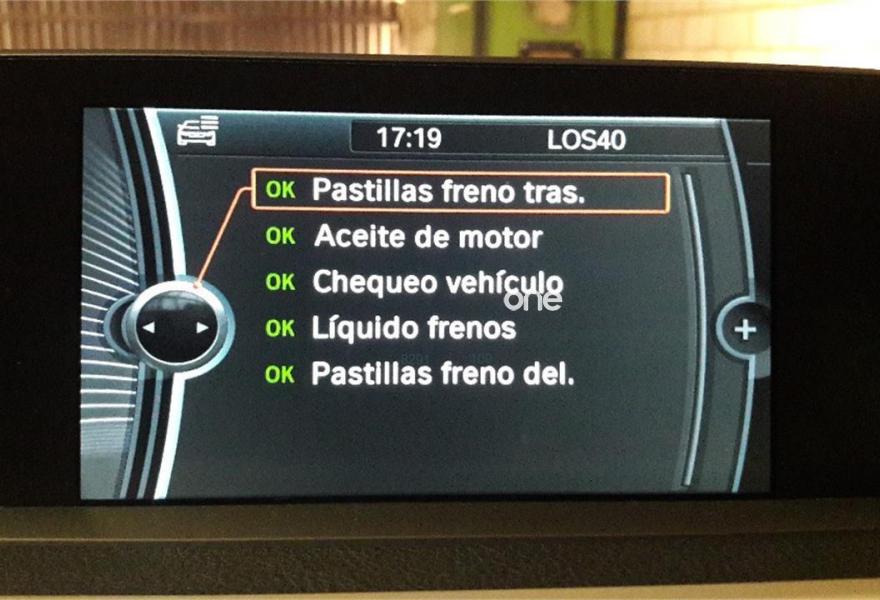 17:19 LOS40
OK Pastillas freno tras.
OK Aceite de motor
OK Chequeo vehículo
one
OK Líquido frenos
OK Pastillas freno del.